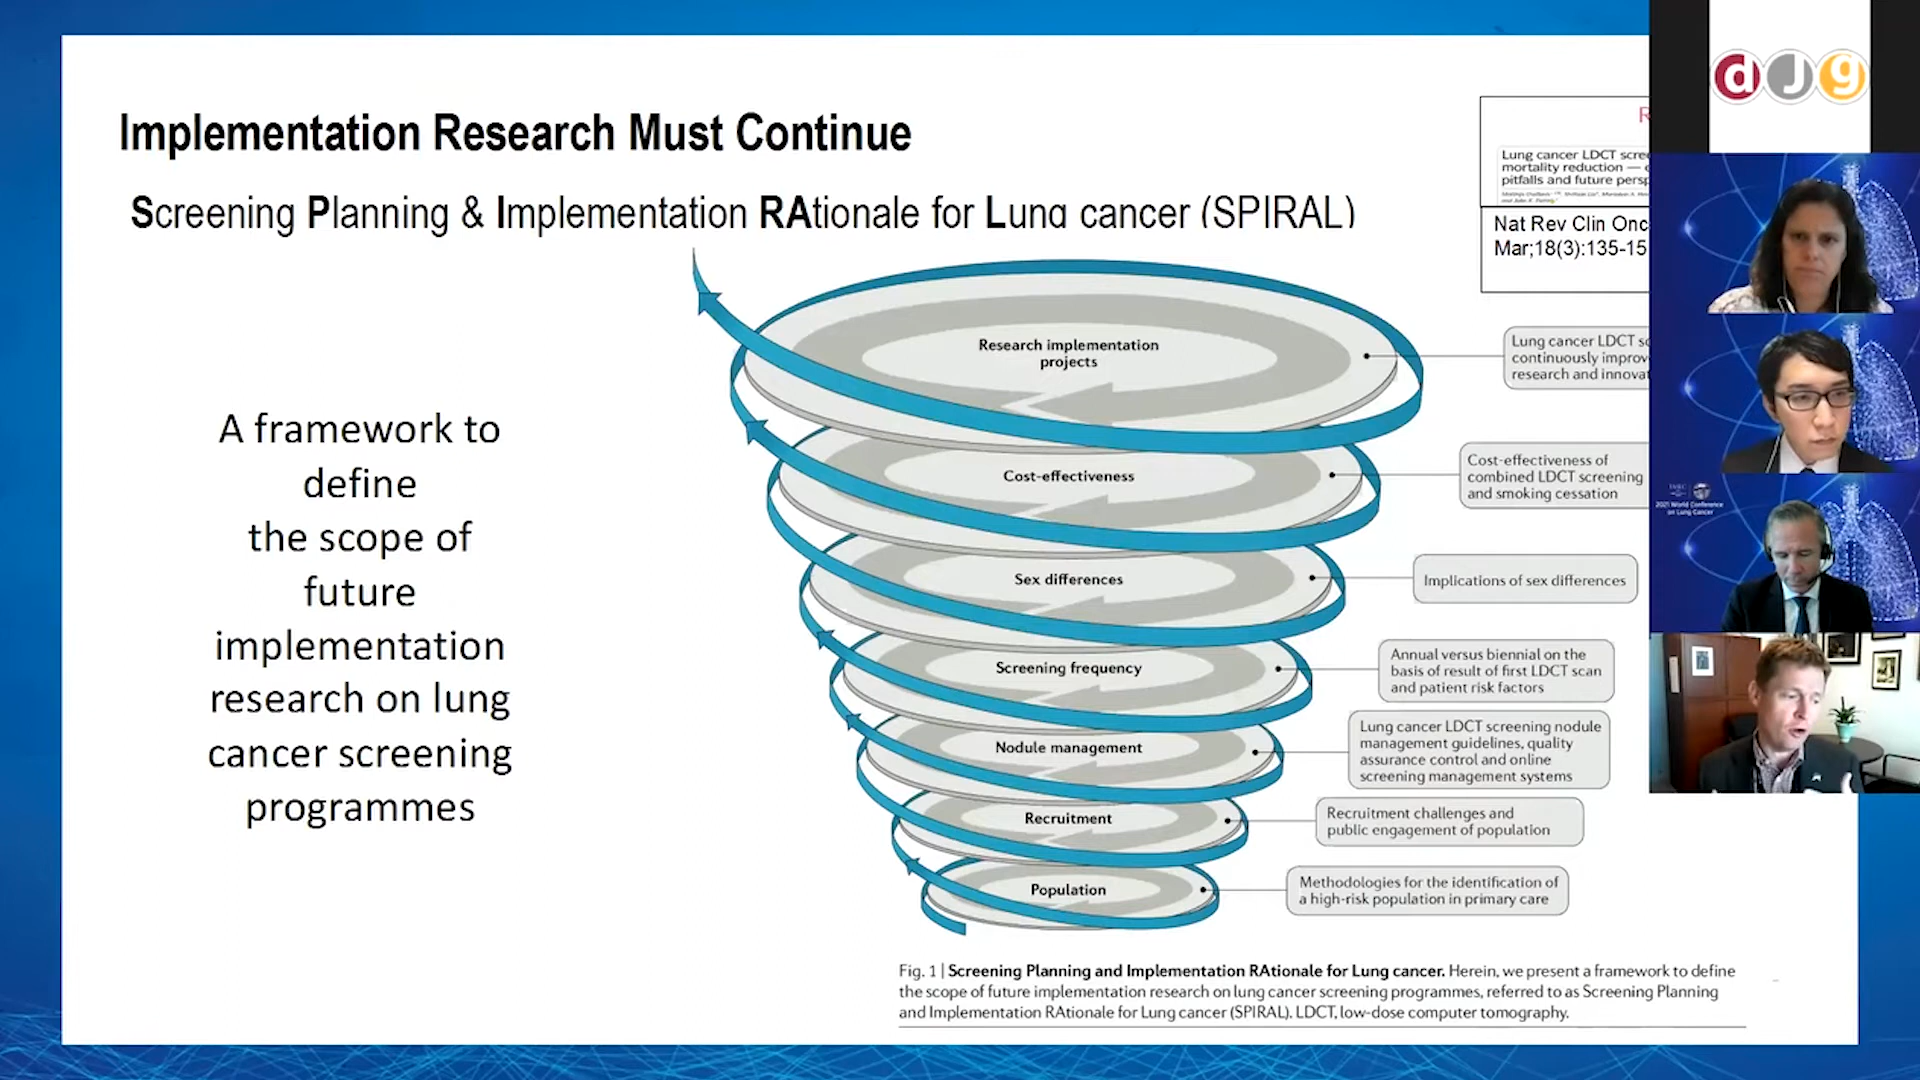 Implementation Research Must Continue
Screening Planning & Implementation RAtionale for Lung cancer (SPIRAL)
Lung cancer LDCT
mortality reduction —
pitfalls and future
Nat Rev Clin Onc
Mar;18(3):135-15
A framework to
define
the scope of
future
implementation
research on lung
cancer screening
programmes
Research implementation
projects
Lung cancer LDCT
continuously
research and
Cost-effectiveness
Cost-effectiveness of
combined LDCT screening
and smoking cessation
Sex differences
Implications of sex differences
Screening frequency
Annual versus biennial on the
basis of result of first LDCT scan
and patient risk factors
Nodule management
Lung cancer LDCT screening nodule
management guidelines, quality
assurance control and online
screening management systems
Recruitment
Recruitment challenges and
public engagement of population
Population
Methodologies for the identification of
a high-risk population in primary care
Fig. 1 | Screening Planning and Implementation RAtionale for Lung cancer. Herein, we present a framework to define
the scope of future implementation research on lung cancer screening programmes, referred to as Screening Planning
and Implementation RAtionale for Lung cancer (SPIRAL). LDCT, low-dose computer tomography.
dJg
IASLC
2021 World Conference
on Lung Cancer